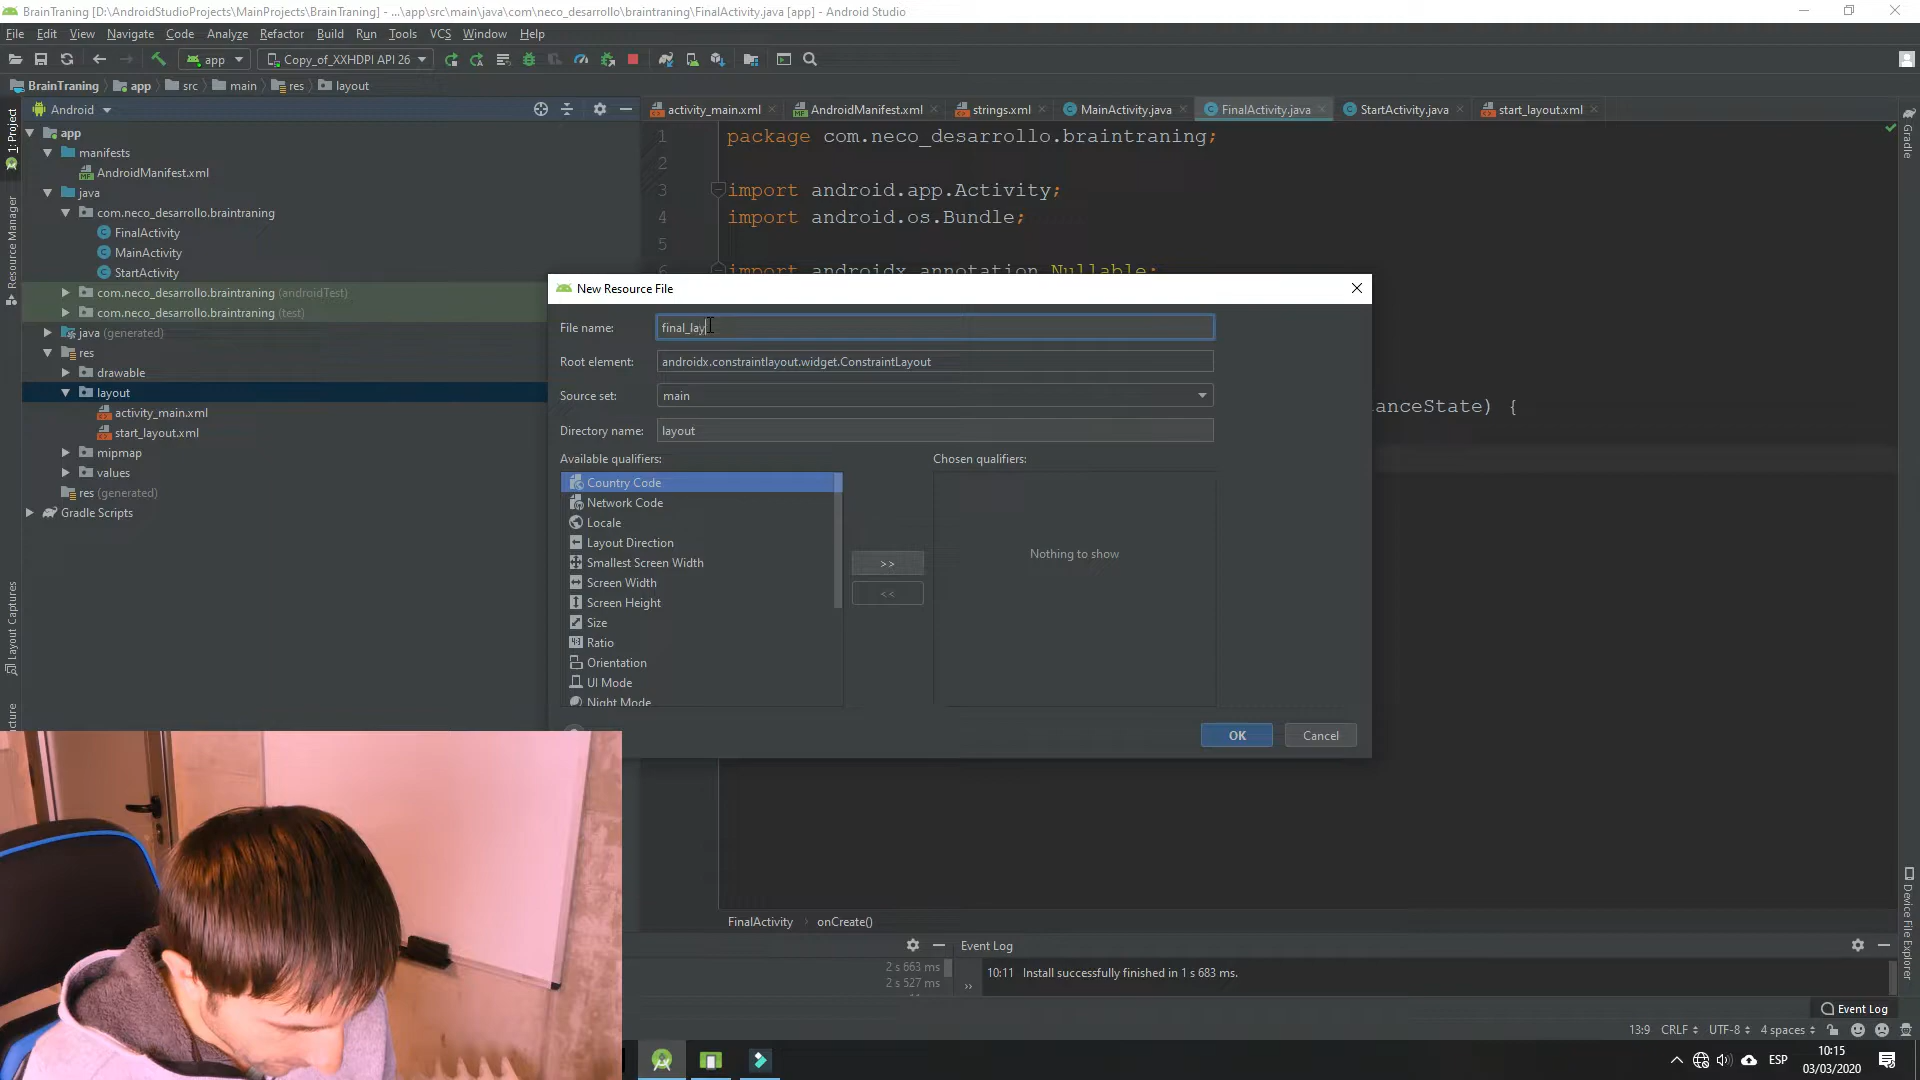 BrainTraning [D:\AndroidStudioProjects\MainProjects\BrainTraning] - ...\app\src\main\java\com\neco_desarrollo\braintraning\FinalActivity.java [app] - Android Studio
File Edit View Navigate Code Analyze Refactor Build Run Tools VCS Window Help
app Copy_of_XXHDPI API 26
BrainTraning app src main res layout
Android
activity_main.xml AndroidManifest.xml strings.xml MainActivity.java FinalActivity.java StartActivity.java start_layout.xml
1: Project
Resource Manager
Layout Captures
Gradle
Device File Explorer
app
manifests
AndroidManifest.xml
java
com.neco_desarrollo.braintraning
FinalActivity
MainActivity
StartActivity
com.neco_desarrollo.braintraning (androidTest)
com.neco_desarrollo.braintraning (test)
java (generated)
res
drawable
layout
activity_main.xml
start_layout.xml
mipmap
values
res (generated)
Gradle Scripts
1 package com.neco_desarrollo.braintraning;
2
3 import android.app.Activity;
4 import android.os.Bundle;
5
6 import androidx.annotation.Nullable;
anceState) {
New Resource File
File name: final_lay
Root element: androidx.constraintlayout.widget.ConstraintLayout
Source set: main
Directory name: layout
Available qualifiers: Chosen qualifiers:
Country Code
Network Code
Locale
Layout Direction
Smallest Screen Width
Screen Width
Screen Height
Size
Ratio
Orientation
UI Mode
Night Mode
>>
<<
Nothing to show
OK Cancel
FinalActivity onCreate()
Event Log
2 s 663 ms
2 s 527 ms
10:11 Install successfully finished in 1 s 683 ms.
Event Log
13:9 CRLF UTF-8 4 spaces
ESP
10:15
03/03/2020